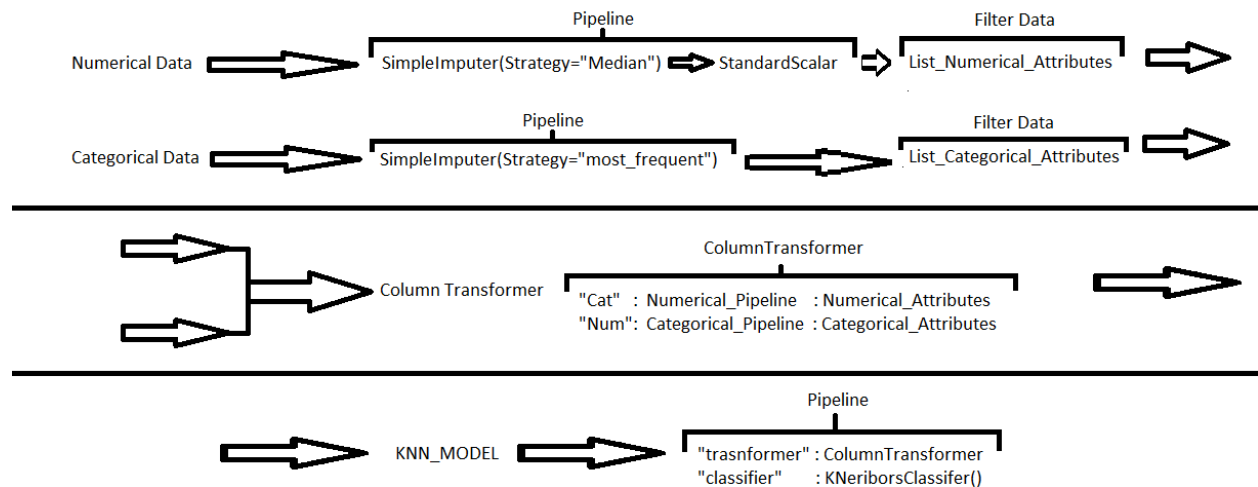 Pipeline
Filter Data
Numerical Data
SimpleImputer(Strategy="Median")
StandardScalar
List_Numerical_Attributes
Pipeline
Filter Data
Categorical Data
SimpleImputer(Strategy="most_frequent")
List_Categorical_Attributes
ColumnTransformer
Column Transformer
"Cat" : Numerical_Pipeline : Numerical_Attributes
"Num": Categorical_Pipeline : Categorical_Attributes
Pipeline
KNN_MODEL
"trasnformer" : ColumnTransformer
"classifier" : KNeriborsClassifer()